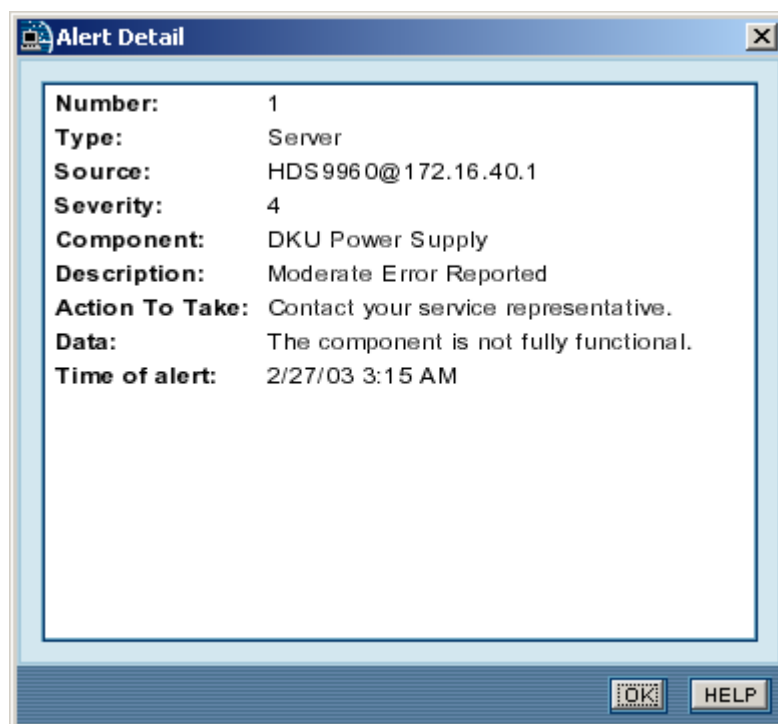 Alert Detail
Number: 1
Type: Server
Source: HDS9960@172.16.40.1
Severity: 4
Component: DKU Power Supply
Description: Moderate Error Reported
Action To Take: Contact your service representative.
Data: The component is not fully functional.
Time of alert: 2/27/03 3:15 AM
OK HELP